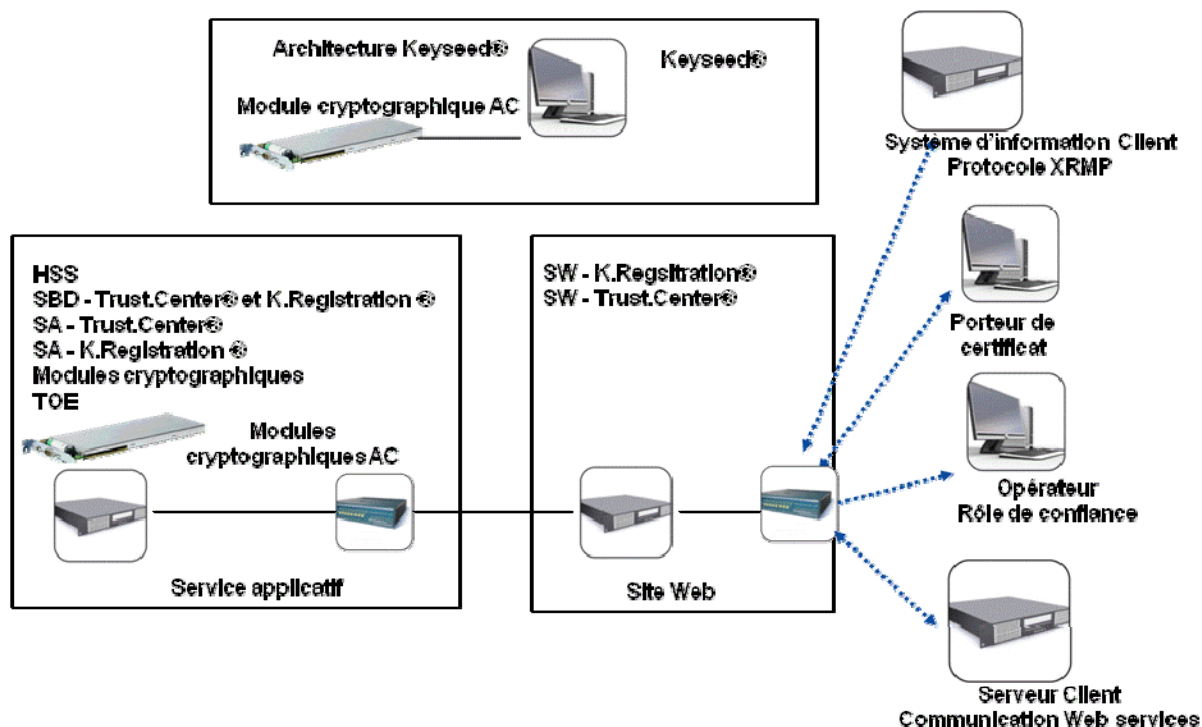 Architecture Keyseed®
Keyseed®
Module cryptographique AC
Système d'information Client
Protocole XRMP
HSS
SBD - Trust.Center® et K.Registration ®
SA - Trust.Center®
SA - K.Registration ®
Modules cryptographiques
TOE
Modules
cryptographiques AC
Service applicatif
SW - K.Regsitration®
SW - Trust.Center®
Site Web
Porteur de
certificat
Opérateur
Rôle de confiance
Serveur Client
Communication Web services